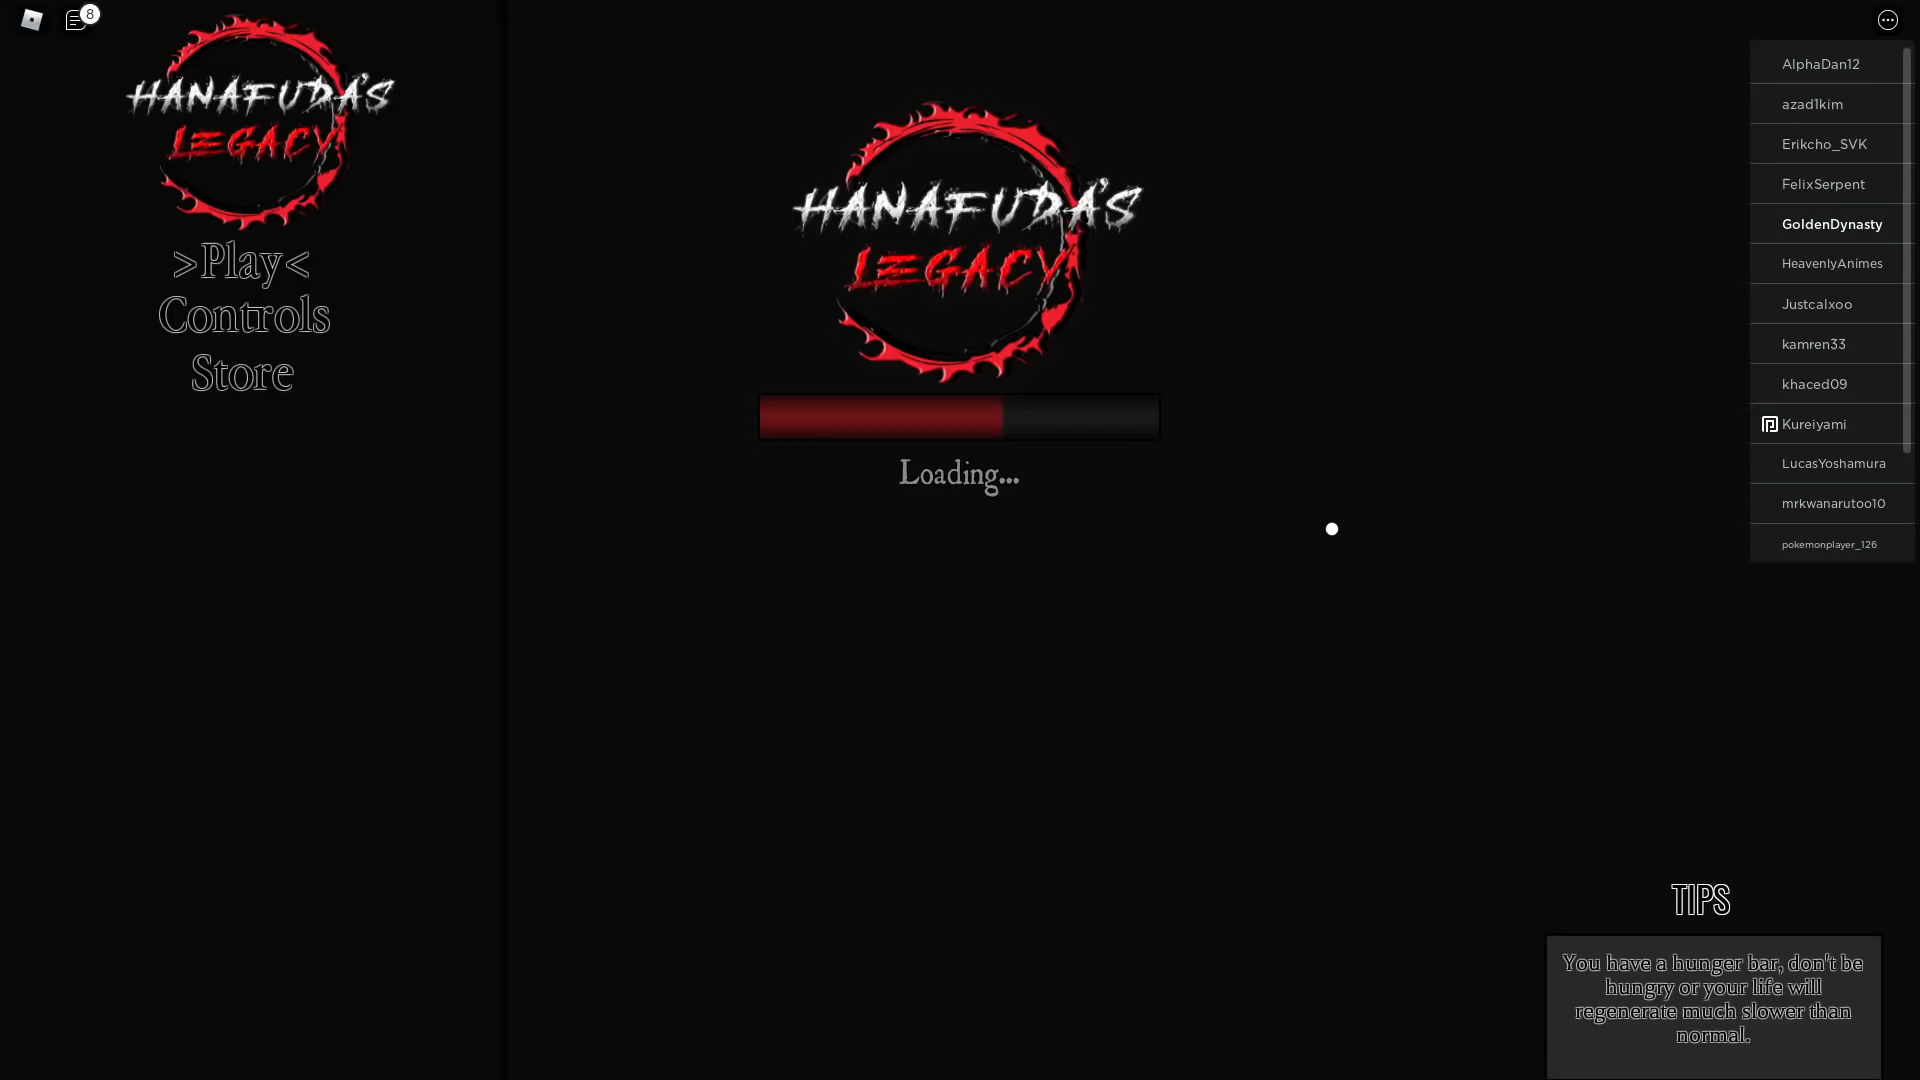 8
HANAFUDA'S
LEGACY
>Play<
Controls
Store
HANAFUDA'S
LEGACY
Loading...
AlphaDan12
azad1kim
Erikcho_SVK
FelixSerpent
GoldenDynasty
HeavenlyAnimes
Justcalxoo
kamren33
khaced09
Kureiyami
LucasYoshamura
mrkwanarutoo10
pokemonplayer_126
TIPS
You have a hunger bar, don't be
hungry or your life will
regenerate much slower than
normal.